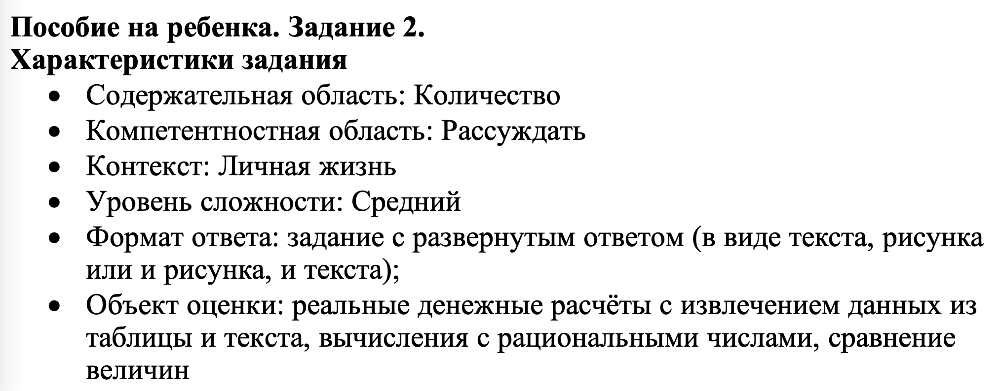 Пособие на ребенка. Задание 2.
Характеристики задания
• Содержательная область: Количество
• Компетентностная область: Рассуждать
• Контекст: Личная жизнь
• Уровень сложности: Средний
• Формат ответа: задание с развернутым ответом (в виде текста, рисунка
или и рисунка, и текста);
• Объект оценки: реальные денежные расчёты с извлечением данных из
таблицы и текста, вычисления с рациональными числами, сравнение
величин